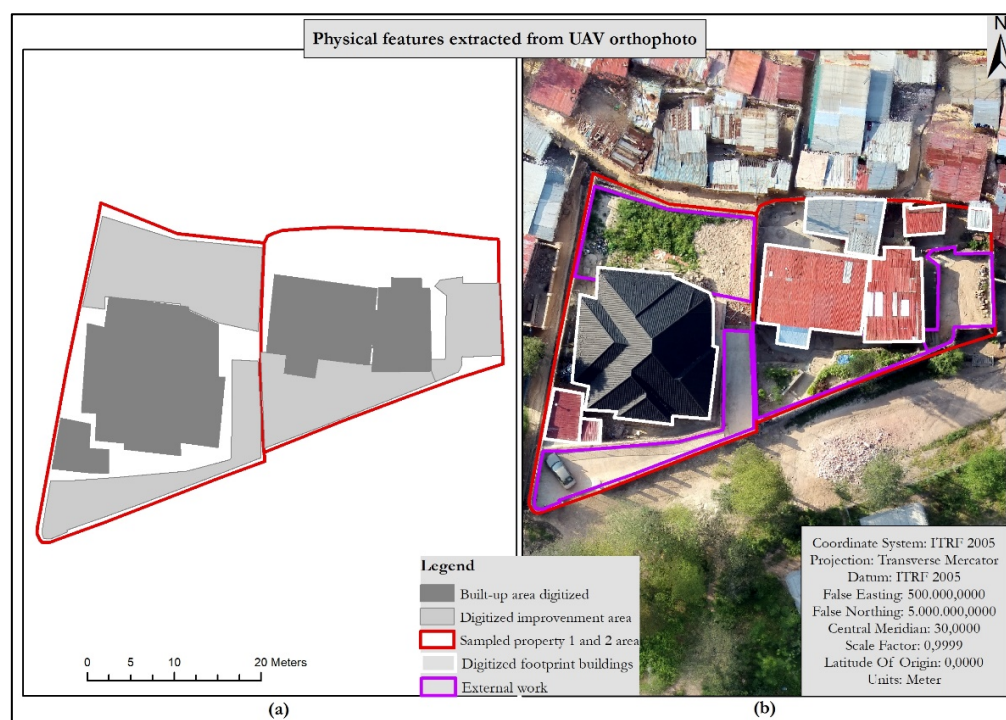 Physical features extracted from UAV orthophoto
N
Legend
Built-up area digitized
Digitized improvenment area
Sampled property 1 and 2 area
Digitized footprint buildings
External work
0 5 10 20 Meters
Coordinate System: ITRF 2005
Projection: Transverse Mercator
Datum: ITRF 2005
False Easting: 500.000,0000
False Northing: 5.000.000,0000
Central Meridian: 30,0000
Scale Factor: 0,9999
Latitude Of Origin: 0,0000
Units: Meter
(a)
(b)